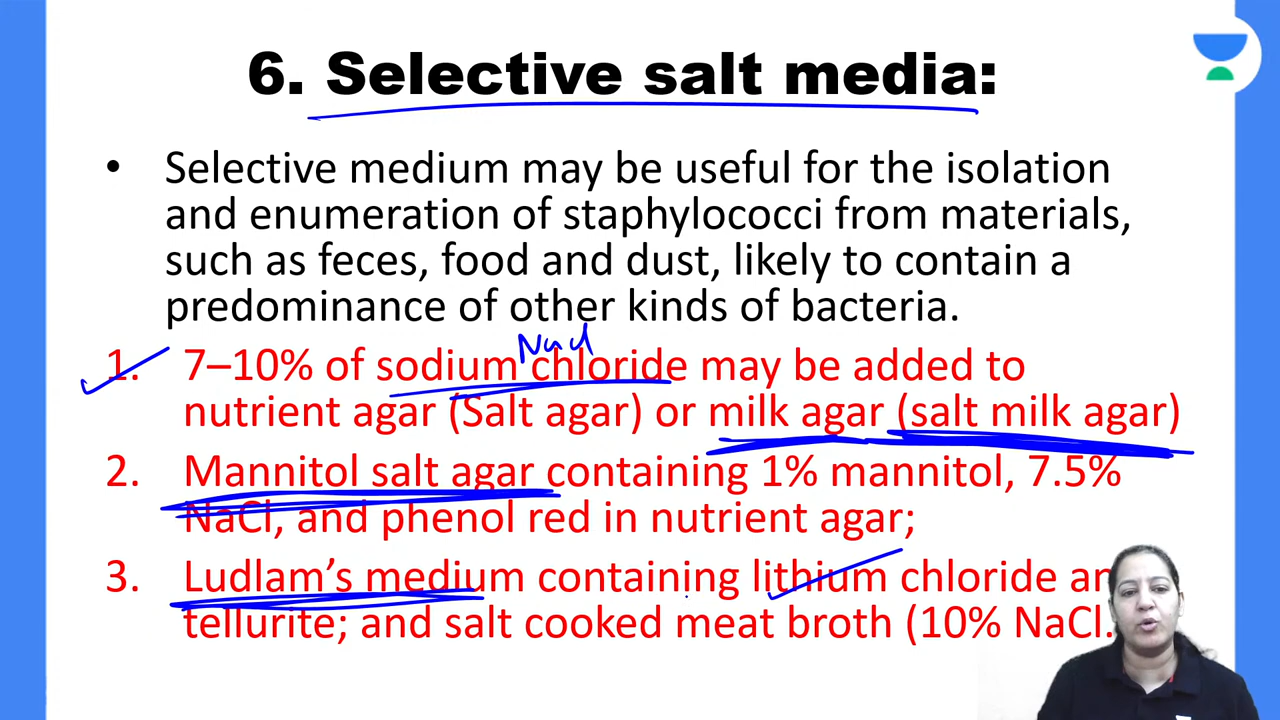 6. Selective salt media:
• Selective medium may be useful for the isolation
and enumeration of staphylococci from materials,
such as feces, food and dust, likely to contain a
predominance of other kinds of bacteria.
NaCl
1. 7–10% of sodium chloride may be added to
nutrient agar (Salt agar) or milk agar (salt milk agar)
2. Mannitol salt agar containing 1% mannitol, 7.5%
NaCl, and phenol red in nutrient agar;
3. Ludlam's medium containing lithium chloride
tellurite; and salt cooked meat broth (10% NaCl.